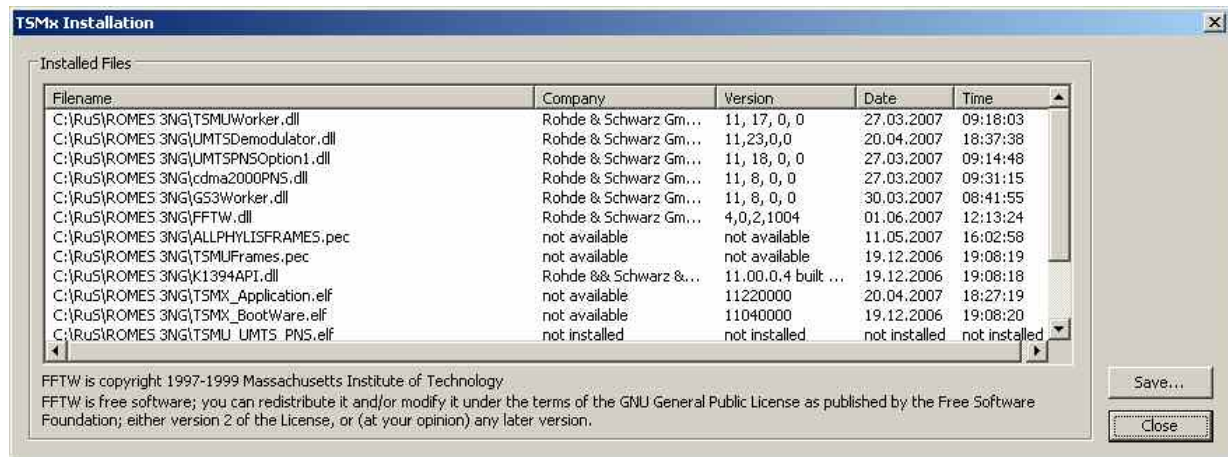 TSMx Installation
Installed Files
Filename Company Version Date Time
C:\RuS\ROMES 3NG\TSMUWorker.dll Rohde & Schwarz Gm... 11, 17, 0, 0 27.03.2007 09:18:03
C:\RuS\ROMES 3NG\UMTSDemodulator.dll Rohde & Schwarz Gm... 11,23,0,0 20.04.2007 18:37:38
C:\RuS\ROMES 3NG\UMTSPNSOption1.dll Rohde & Schwarz Gm... 11, 18, 0, 0 27.03.2007 09:14:48
C:\RuS\ROMES 3NG\cdma2000PNS.dll Rohde & Schwarz Gm... 11, 8, 0, 0 27.03.2007 09:31:15
C:\RuS\ROMES 3NG\GS3Worker.dll Rohde & Schwarz Gm... 11, 8, 0, 0 30.03.2007 08:41:55
C:\RuS\ROMES 3NG\FFTW.dll Rohde & Schwarz Gm... 4,0,2,1004 01.06.2007 12:13:24
C:\RuS\ROMES 3NG\ALLPHYLISFRAMES.pec not available not available 11.05.2007 16:02:58
C:\RuS\ROMES 3NG\TSMUFrames.pec not available not available 19.12.2006 19:08:19
C:\RuS\ROMES 3NG\K1394API.dll Rohde && Schwarz &... 11.00.0.4 built ... 19.12.2006 19:08:18
C:\RuS\ROMES 3NG\TSMX_Application.elf not available 11220000 20.04.2007 18:27:19
C:\RuS\ROMES 3NG\TSMX_BootWare.elf not available 11040000 19.12.2006 19:08:20
C:\RuS\ROMES 3NG\TSMU_UMTS_PNS.elf not installed not installed not installed not installed
FFTW is copyright 1997-1999 Massachusetts Institute of Technology
FFTW is free software; you can redistribute it and/or modify it under the terms of the GNU General Public License as published by the Free Software
Foundation; either version 2 of the License, or (at your opinion) any later version.
Save...
Close